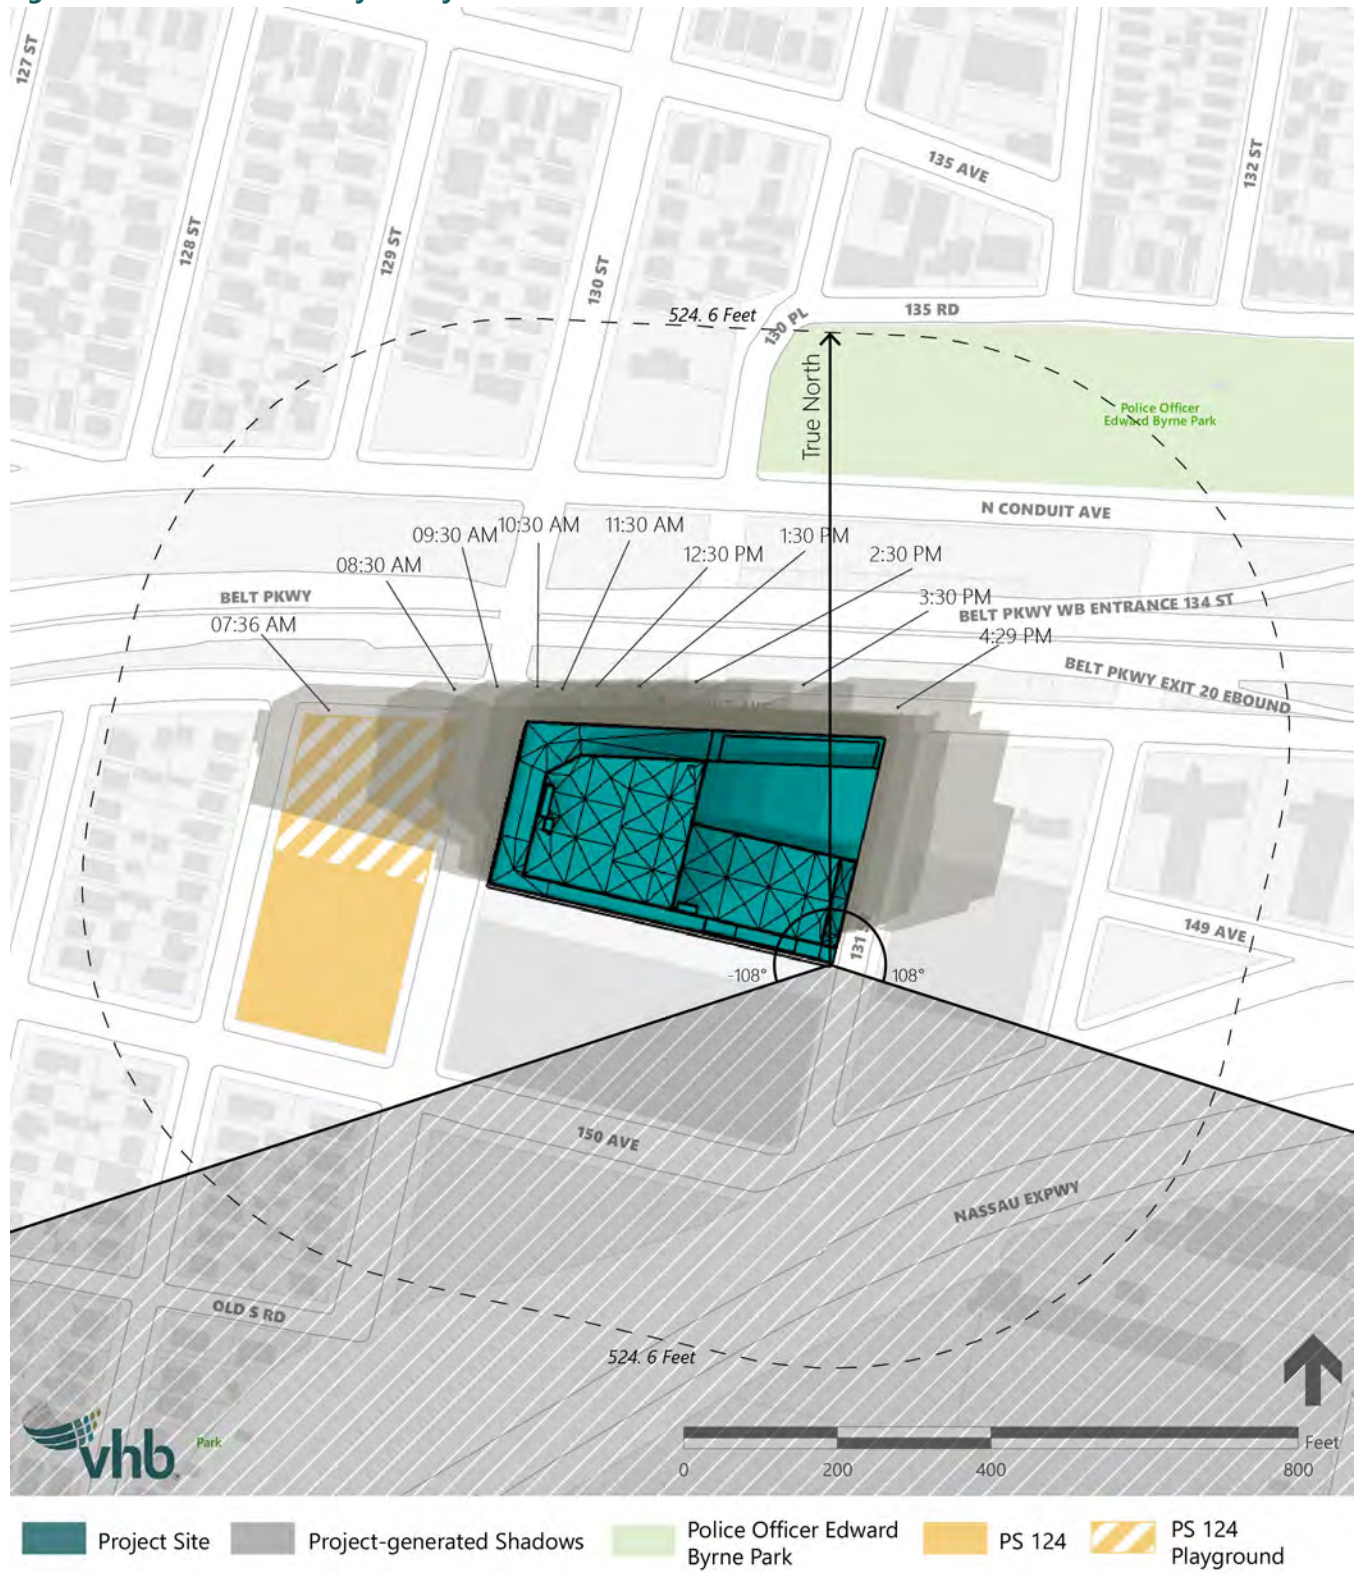 127 ST
135 AVE
132 ST
128 ST
129 ST
130 ST
524. 6 Feet
130 PL
135 RD
True North
Police Officer
Edward Byrne Park
N CONDUIT AVE
09:30 AM
10:30 AM
11:30 AM
1:30 PM
08:30 AM
12:30 PM
2:30 PM
BELT PKWY
3:30 PM
BELT PKWY WB ENTRANCE 134 ST
07:36 AM
4:29 PM
BELT PKWY EXIT 20 EBOUND
149 AVE
131
-108°
108°
150 AVE
NASSAU EXPWY
OLD S RD
524. 6 Feet
vhb
Park
Feet
0 200 400 800
Project Site
Project-generated Shadows
Police Officer Edward
Byrne Park
PS 124
PS 124
Playground